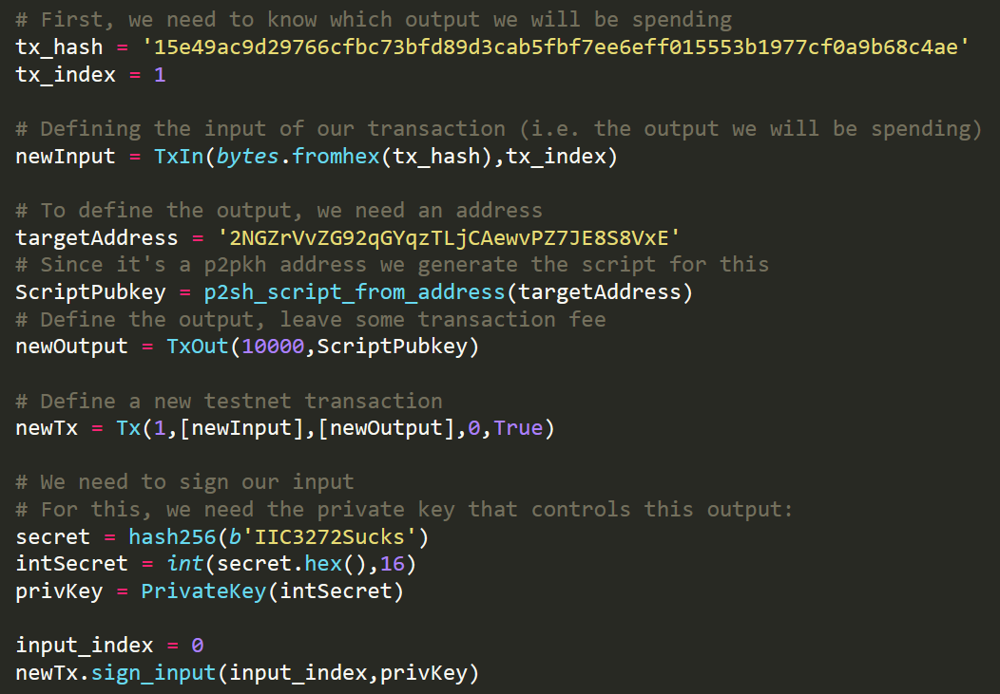 # First, we need to know which output we will be spending
tx_hash = '15e49ac9d29766cfbc73bfd89d3cab5fbf7ee6eff015553b1977cf0a9b68c4ae'
tx_index = 1
# Defining the input of our transaction (i.e. the output we will be spending)
newInput = TxIn(bytes.fromhex(tx_hash),tx_index)
# To define the output, we need an address
targetAddress = '2NGZrVvZG92qGYqzTLjCAewvPZ7JE8S8VxE'
# Since it's a p2pkh address we generate the script for this
ScriptPubkey = p2sh_script_from_address(targetAddress)
# Define the output, leave some transaction fee
newOutput = TxOut(10000,ScriptPubkey)
# Define a new testnet transaction
newTx = Tx(1,[newInput],[newOutput],0,True)
# We need to sign our input
# For this, we need the private key that controls this output:
secret = hash256(b'IIC3272Sucks')
intSecret = int(secret.hex(),16)
privKey = PrivateKey(intSecret)
input_index = 0
newTx.sign_input(input_index,privKey)